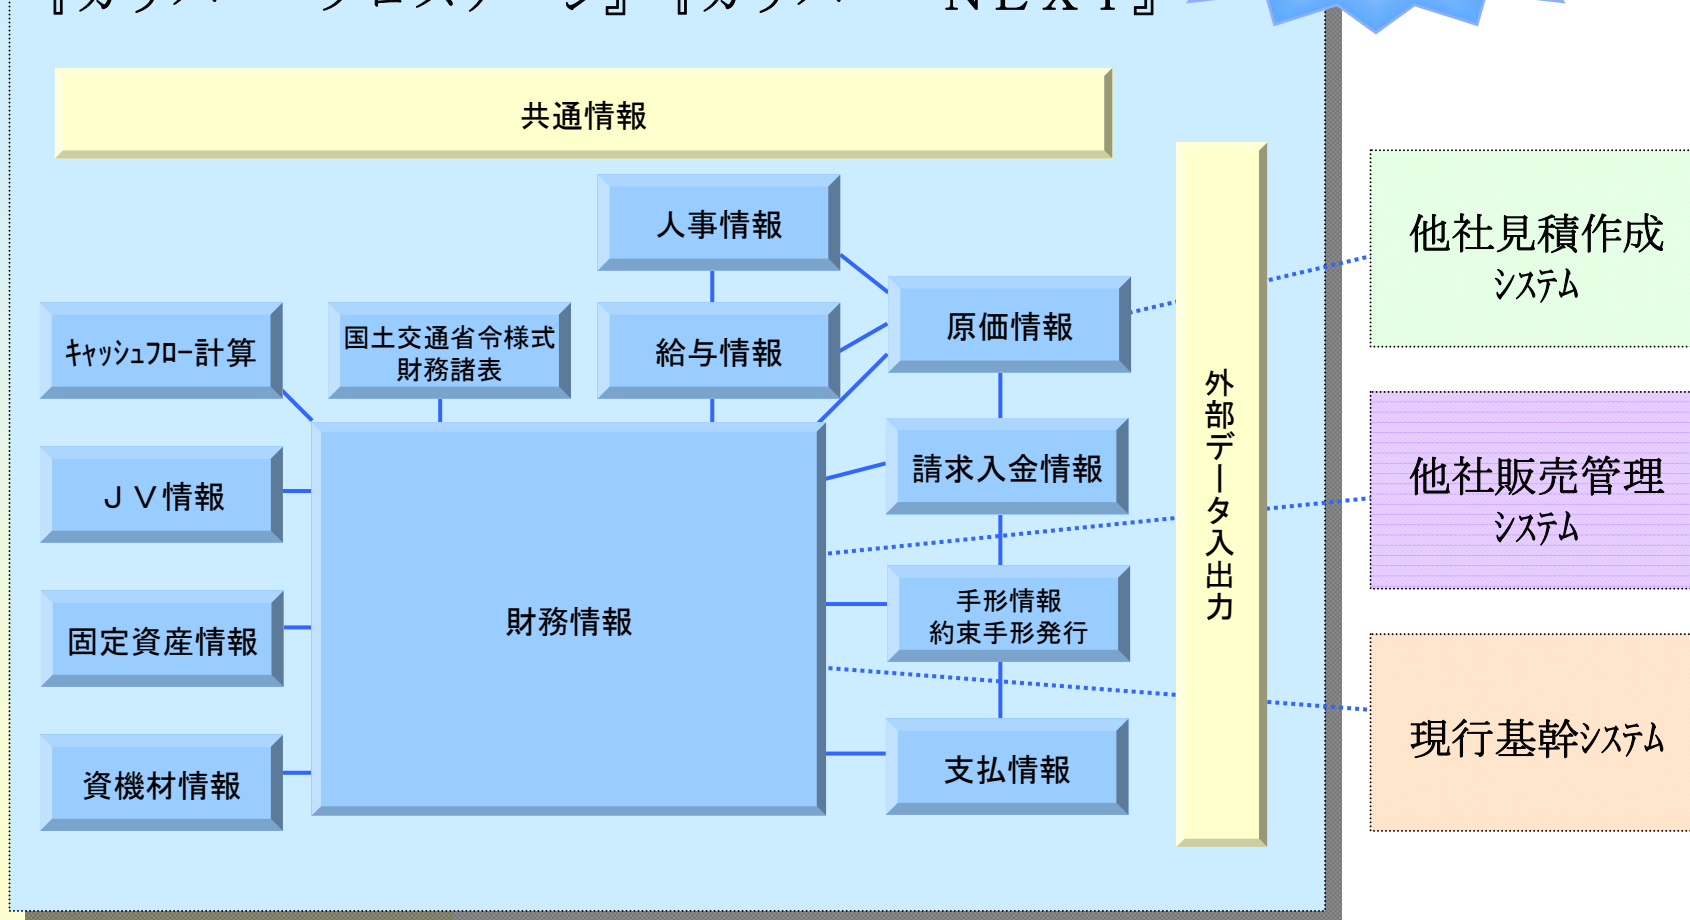 共通情報
人事情報
原価情報
キャッシュフロー計算
国土交通省令様式
財務諸表
給与情報
請求入金情報
ＪＶ情報
財務情報
手形情報
約束手形発行
固定資産情報
支払情報
資機材情報
外部データ入出力
他社見積作成
システム
他社販売管理
システム
現行基幹システム